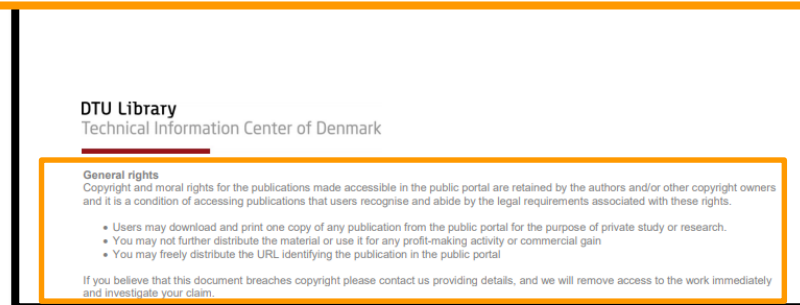 DTU Library
Technical Information Center of Denmark
General rights
Copyright and moral rights for the publications made accessible in the public portal are retained by the authors and/or other copyright owners
and it is a condition of accessing publications that users recognise and abide by the legal requirements associated with these rights.
• Users may download and print one copy of any publication from the public portal for the purpose of private study or research.
• You may not further distribute the material or use it for any profit-making activity or commercial gain
• You may freely distribute the URL identifying the publication in the public portal
If you believe that this document breaches copyright please contact us providing details, and we will remove access to the work immediately
and investigate your claim.